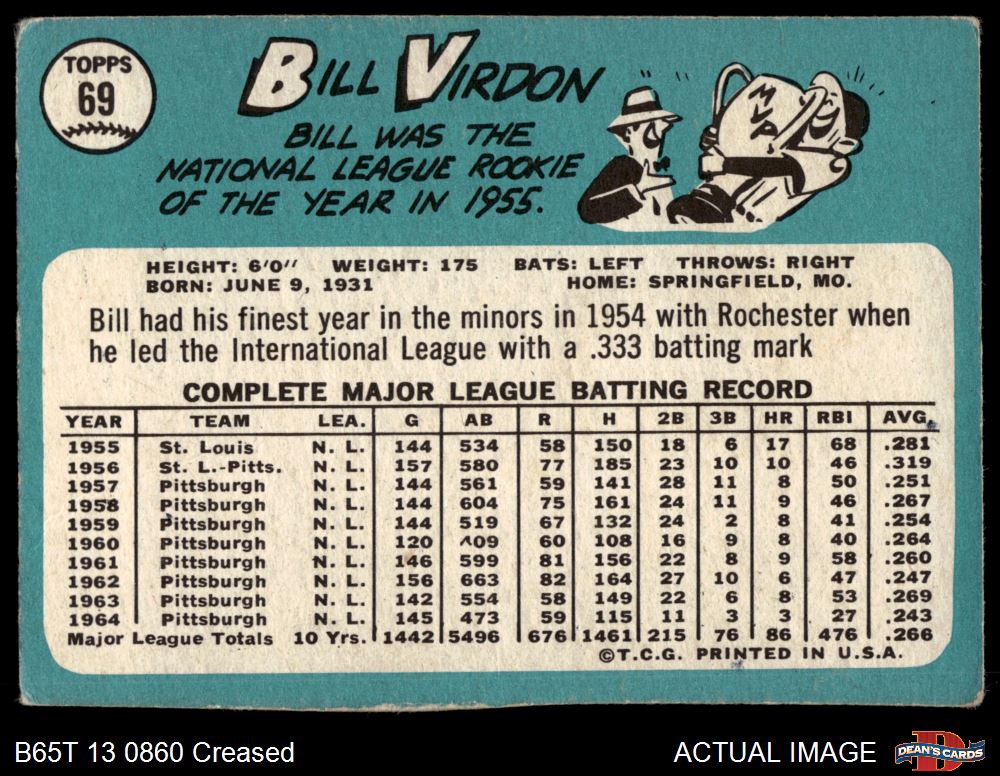 TOPPS
69
BILL VIRDON
BILL WAS THE
NATIONAL LEAGUE ROOKIE
OF THE YEAR IN 1955.
MVP
HEIGHT: 6'0" WEIGHT: 175 BATS: LEFT THROWS: RIGHT
BORN: JUNE 9, 1931 HOME: SPRINGFIELD, MO.
Bill had his finest year in the minors in 1954 with Rochester when
he led the International League with a .333 batting mark
COMPLETE MAJOR LEAGUE BATTING RECORD
YEAR TEAM LEA. G AB R H 2B 3B HR RBI AVG.
1955 St. Louis N. L. 144 534 58 150 18 6 17 68 .281
1956 St. L.-Pitts. N. L. 157 580 77 185 23 10 10 46 .319
1957 Pittsburgh N. L. 144 561 59 141 28 11 8 50 .251
1958 Pittsburgh N. L. 144 604 75 161 24 11 9 46 .267
1959 Pittsburgh N. L. 144 519 67 132 24 2 8 41 .254
1960 Pittsburgh N. L. 120 409 60 108 16 9 8 40 .264
1961 Pittsburgh N. L. 146 599 81 156 22 8 9 58 .260
1962 Pittsburgh N. L. 156 663 82 164 27 10 6 47 .247
1963 Pittsburgh N. L. 142 554 58 149 22 6 8 53 .269
1964 Pittsburgh N. L. 145 473 59 115 11 3 3 27 .243
Major League Totals 10 Yrs. 1442 5496 676 1461 215 76 86 476 .266
©T.C.G. PRINTED IN U.S.A.
B65T 13 0860 Creased
ACTUAL IMAGE
D
DEAN'S CARDS